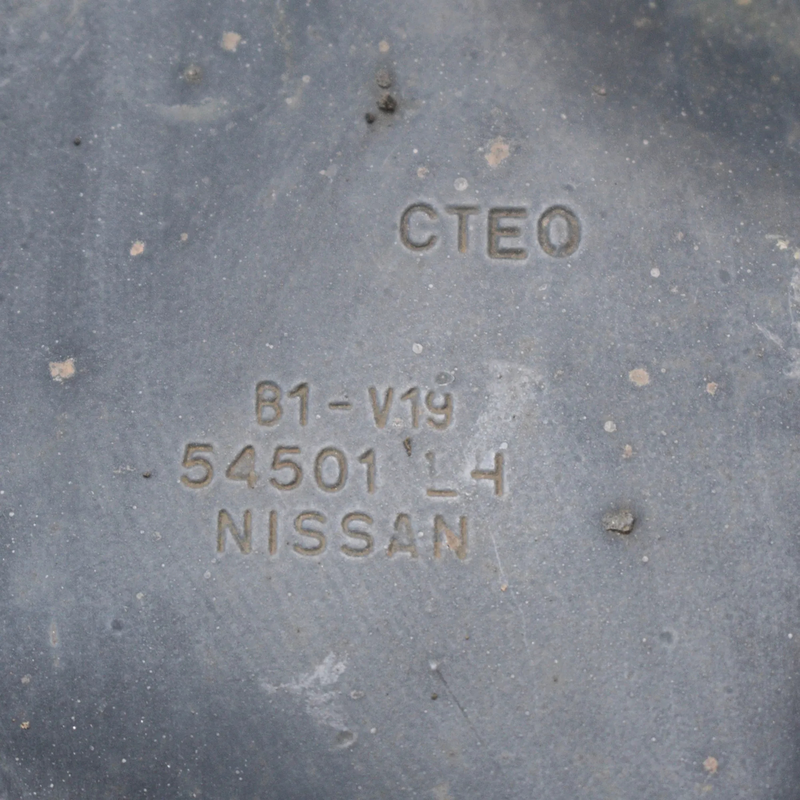 CTEO
B1-V19
54501 LH
NISSAN